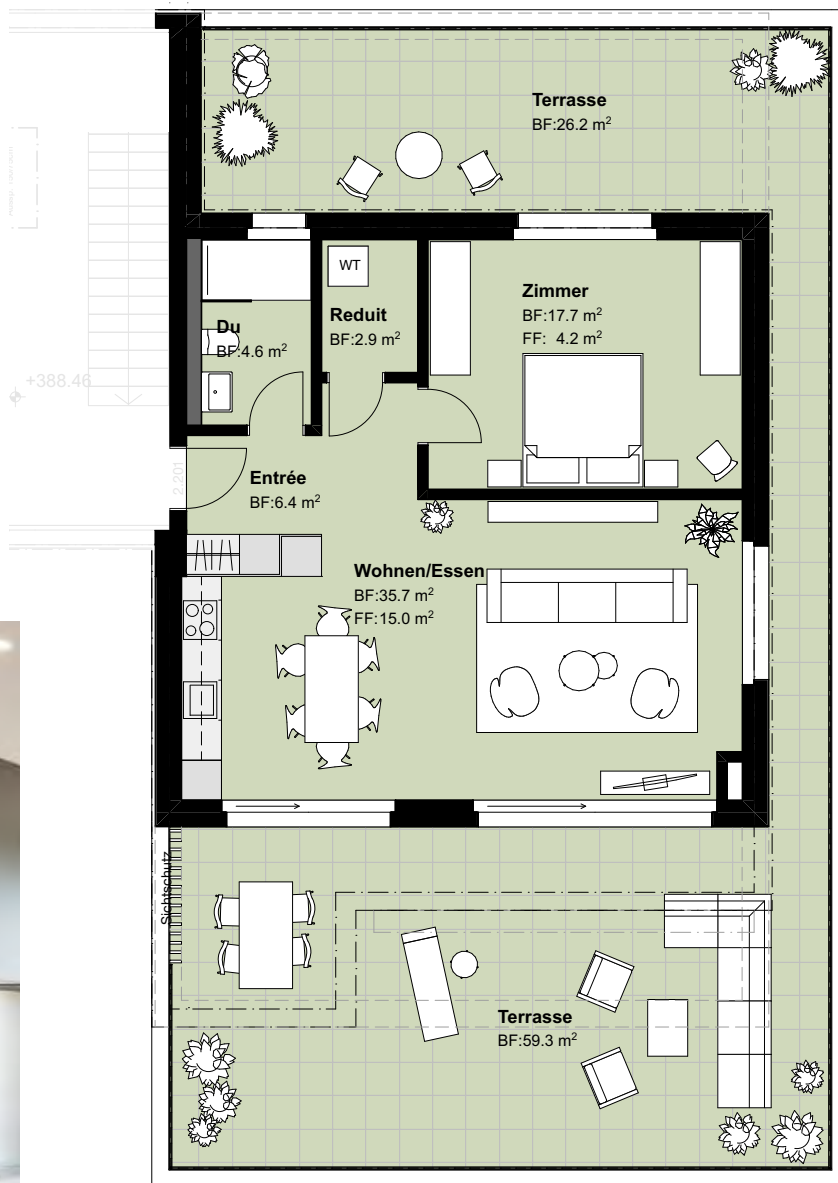 Terrasse
BF:26.2 m²
WT
Zimmer
BF:17.7 m²
FF: 4.2 m²
Reduit
BF:2.9 m²
Du
BF:4.6 m²
+388.46
2.201
Entrée
BF:6.4 m²
Wohnen/Essen
BF:35.7 m²
FF:15.0 m²
Sichtschutz
Terrasse
BF:59.3 m²